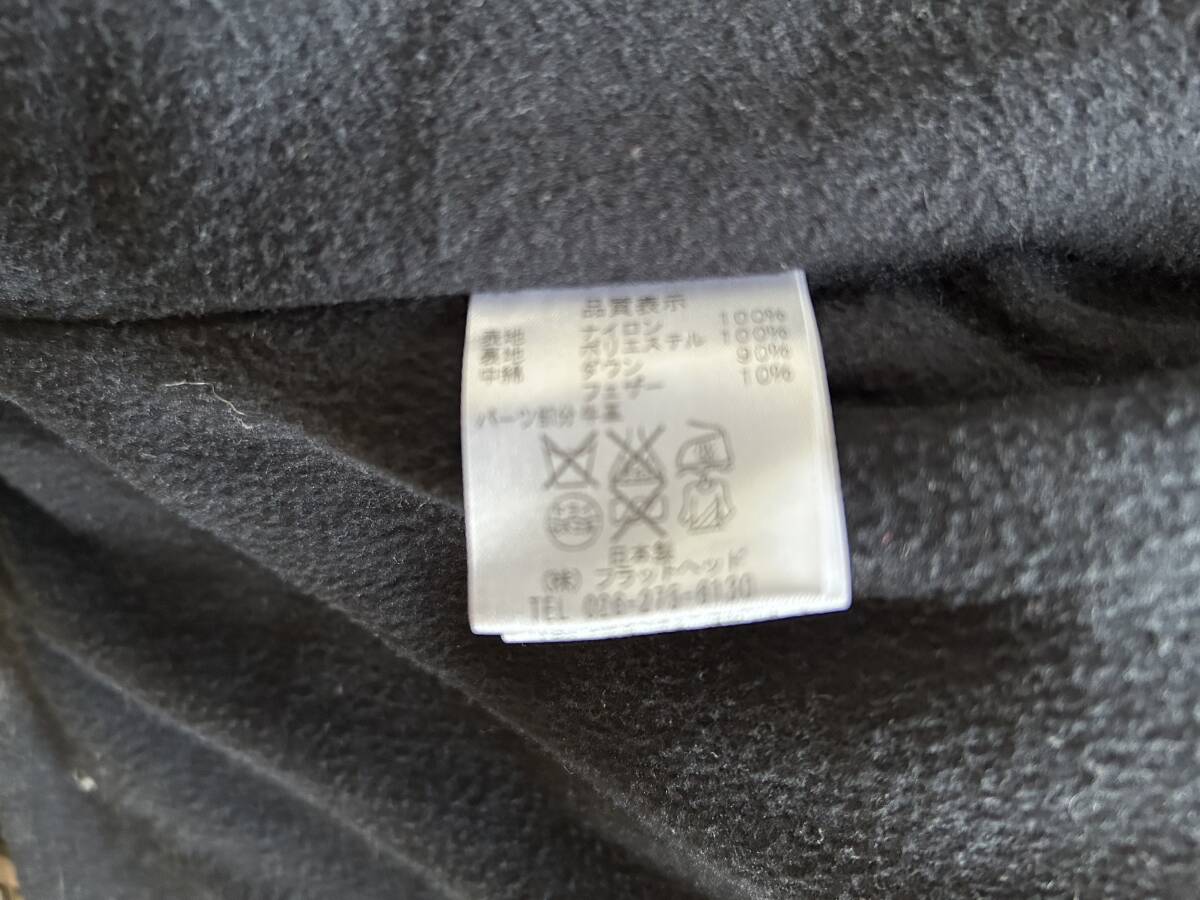 品質表示
表地 ナイロン 100%
裏地 ポリエステル 100%
中綿 ダウン 90%
フェザー 10%
パーツ部分 牛革
日本製
(株) フラットヘッド
TEL 026-275-6130